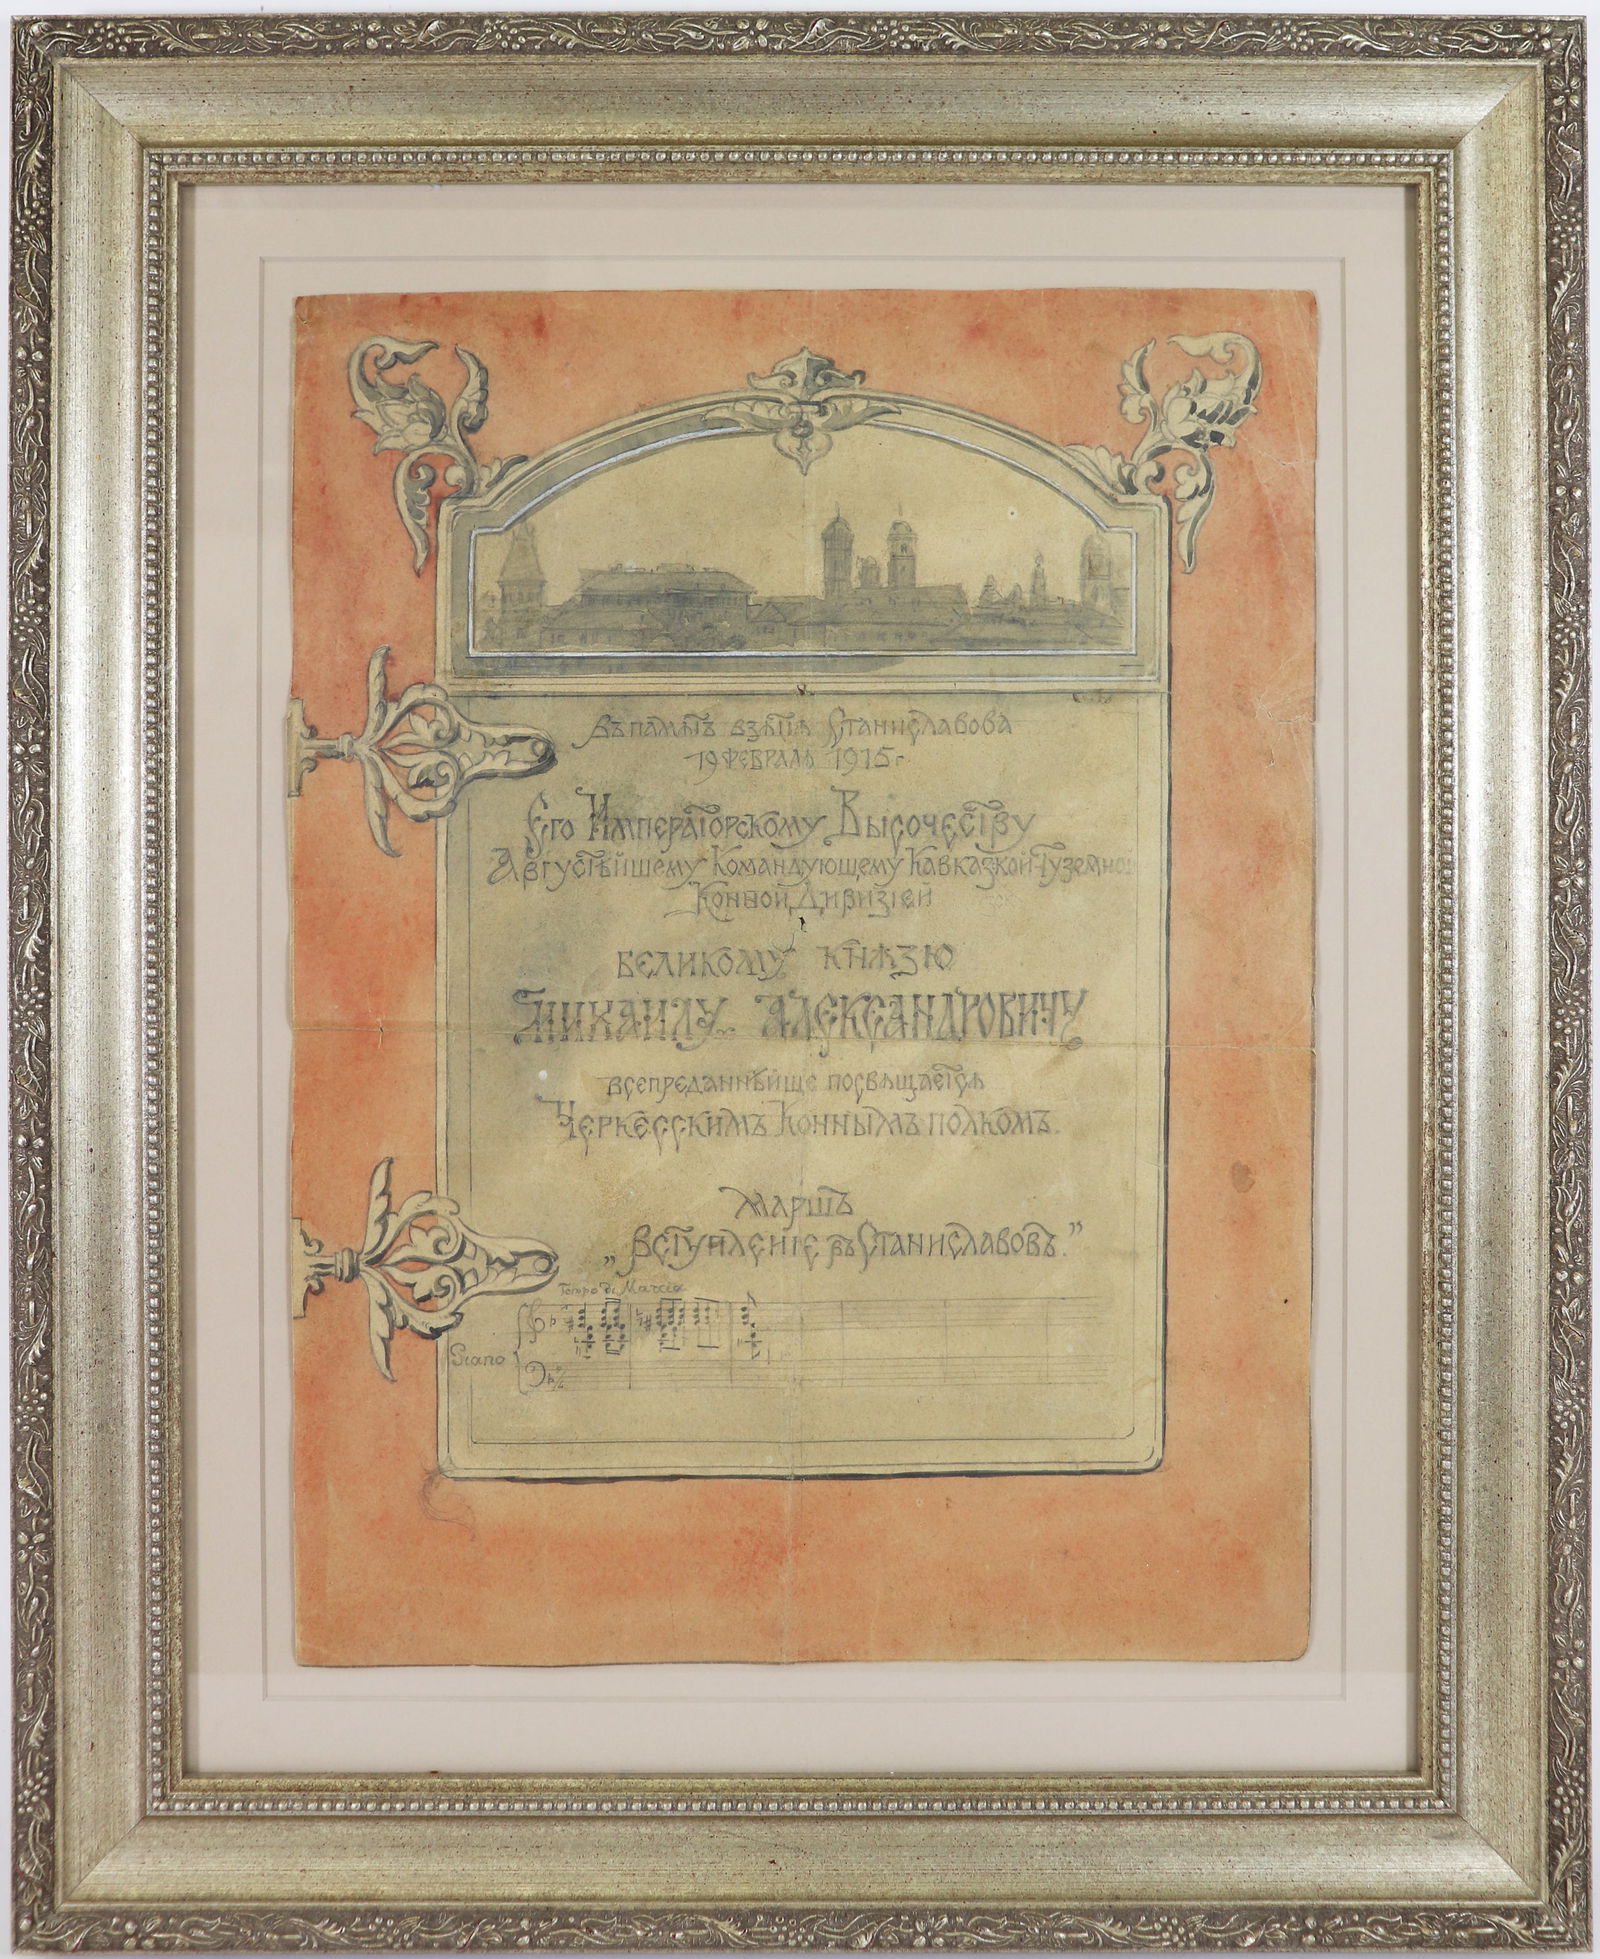 Въ память взятія Станиславова
19 февраля 1915 г.
Его Императорскому Высочеству
Августѣйшему Командующему Кавказкой Туземной
Конной Дивизіей
Великому Князю
Михаилу Александровичу
всепреданнѣйше посвящается
Черкесскимъ Коннымъ полкомъ.
Маршъ
„Вступленіе въ Станиславовъ."
Tempo di Marcia
Piano